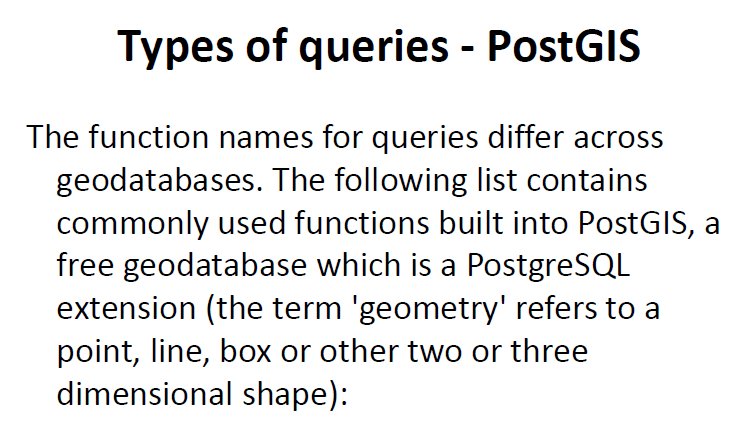 Types of queries - PostGIS
The function names for queries differ across
geodatabases. The following list contains
commonly used functions built into PostGIS, a
free geodatabase which is a PostgreSQL
extension (the term 'geometry' refers to a
point, line, box or other two or three
dimensional shape):